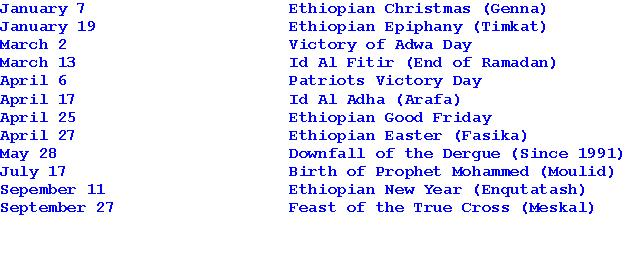 January 7 Ethiopian Christmas (Genna)
January 19 Ethiopian Epiphany (Timkat)
March 2 Victory of Adwa Day
March 13 Id Al Fitir (End of Ramadan)
April 6 Patriots Victory Day
April 17 Id Al Adha (Arafa)
April 25 Ethiopian Good Friday
April 27 Ethiopian Easter (Fasika)
May 28 Downfall of the Dergue (Since 1991)
July 17 Birth of Prophet Mohammed (Moulid)
Sepember 11 Ethiopian New Year (Enqutatash)
September 27 Feast of the True Cross (Meskal)